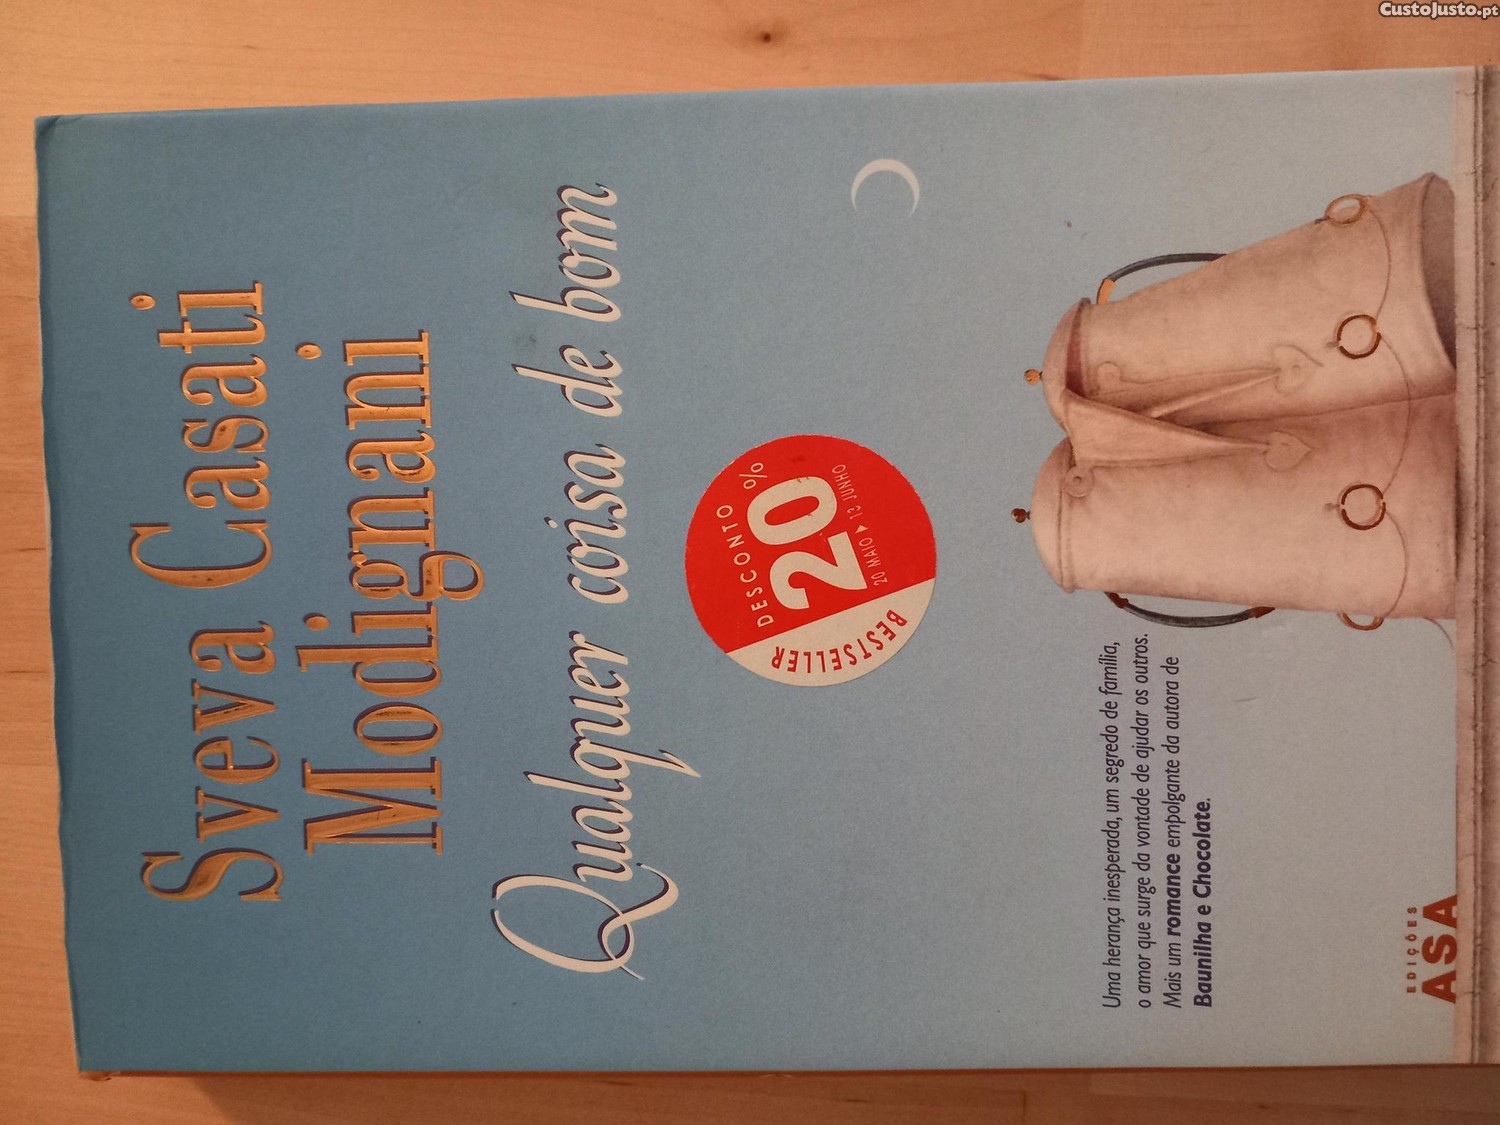 CustoJusto.pt
Sveva Casati
Modignani
Qualquer coisa de bom
DESCONTO %
20
20 MAIO ▶ 13 JUNHO
BESTSELLER
Uma herança inesperada, um segredo de família,
o amor que surge da vontade de ajudar os outros.
Mais um romance empolgante da autora de
Baunilha e Chocolate.
EDIÇÕES
ASA